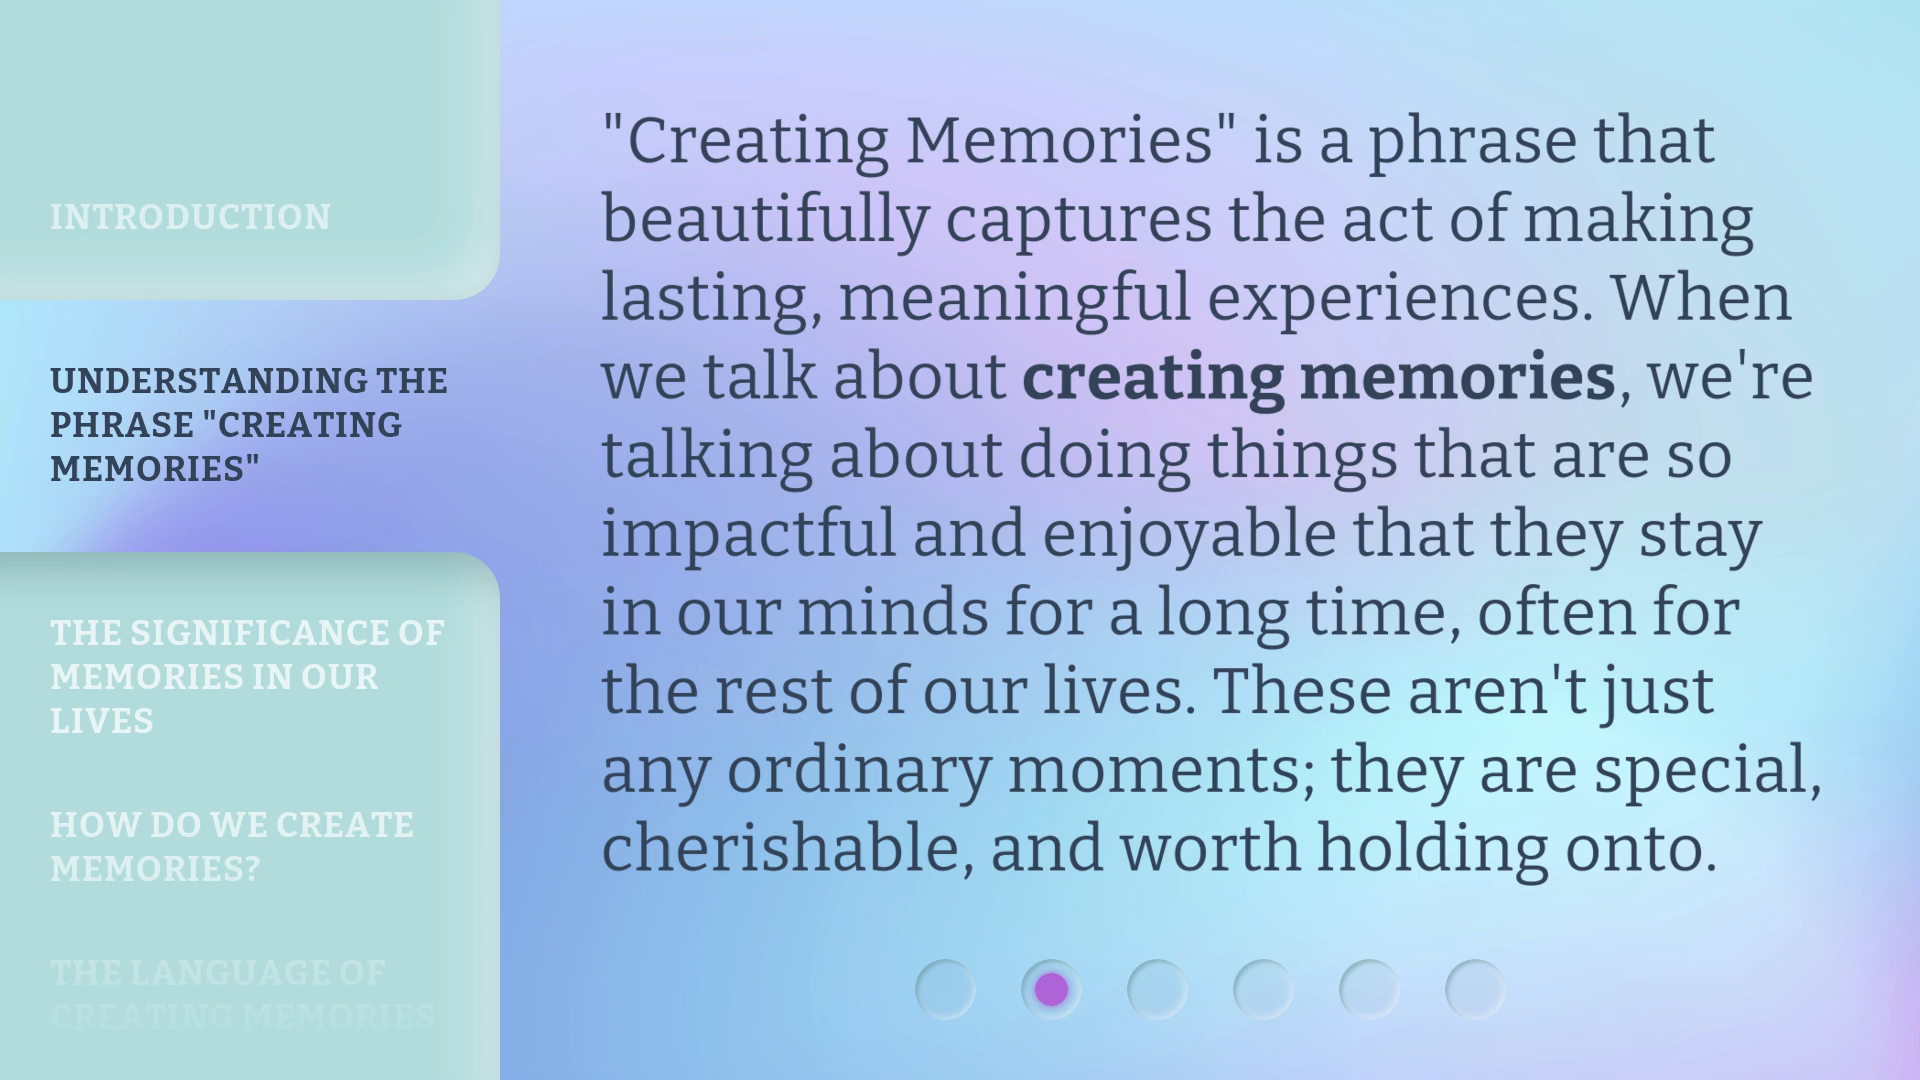 INTRODUCTION
UNDERSTANDING THE
PHRASE "CREATING
MEMORIES"
THE SIGNIFICANCE OF
MEMORIES IN OUR
LIVES
HOW DO WE CREATE
MEMORIES?
THE LANGUAGE OF
CREATING MEMORIES
"Creating Memories" is a phrase that
beautifully captures the act of making
lasting, meaningful experiences. When
we talk about creating memories, we're
talking about doing things that are so
impactful and enjoyable that they stay
in our minds for a long time, often for
the rest of our lives. These aren't just
any ordinary moments; they are special,
cherishable, and worth holding onto.